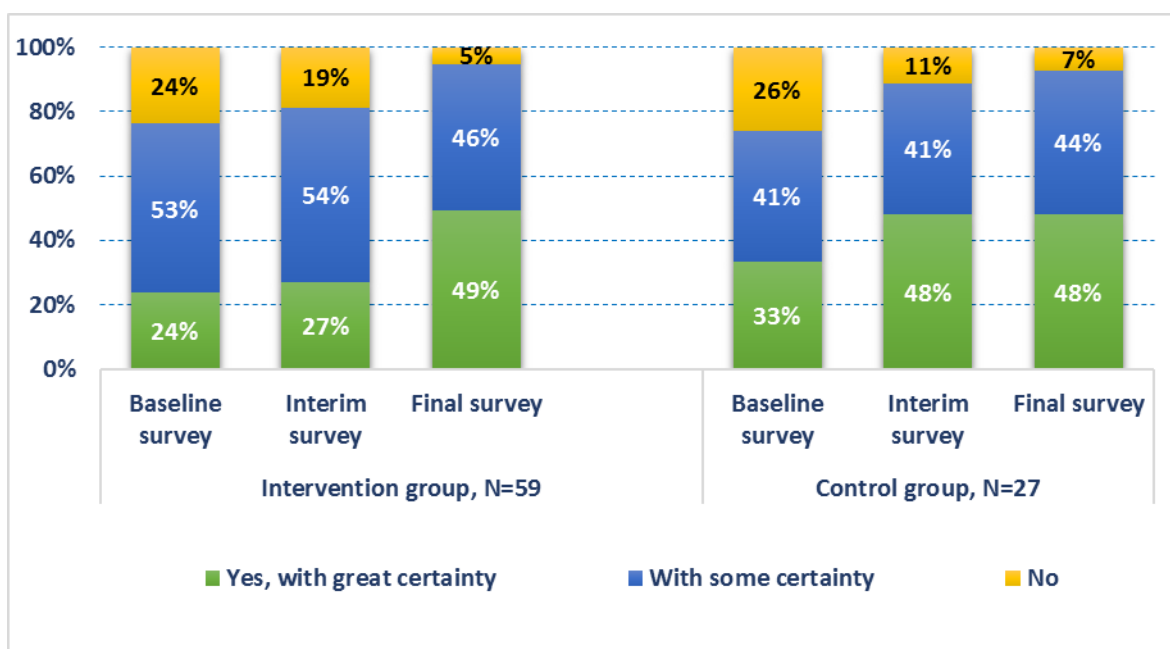 100%
80%
60%
40%
20%
0%
24%
53%
24%
19%
54%
27%
5%
46%
49%
26%
41%
33%
11%
41%
48%
7%
44%
48%
Baseline survey
Interim survey
Final survey
Baseline survey
Interim survey
Final survey
Intervention group, N=59
Control group, N=27
Yes, with great certainty
With some certainty
No